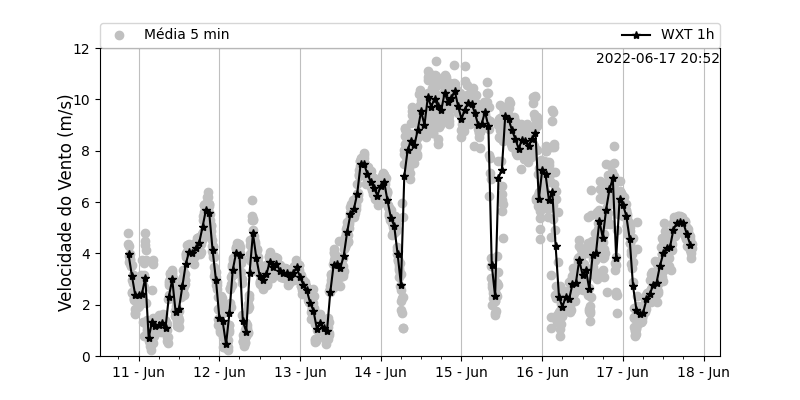 Média 5 min
WXT 1h
2022-06-17 20:52
Velocidade do Vento (m/s)
12
10
8
6
4
2
0
11 - Jun 12 - Jun 13 - Jun 14 - Jun 15 - Jun 16 - Jun 17 - Jun 18 - Jun